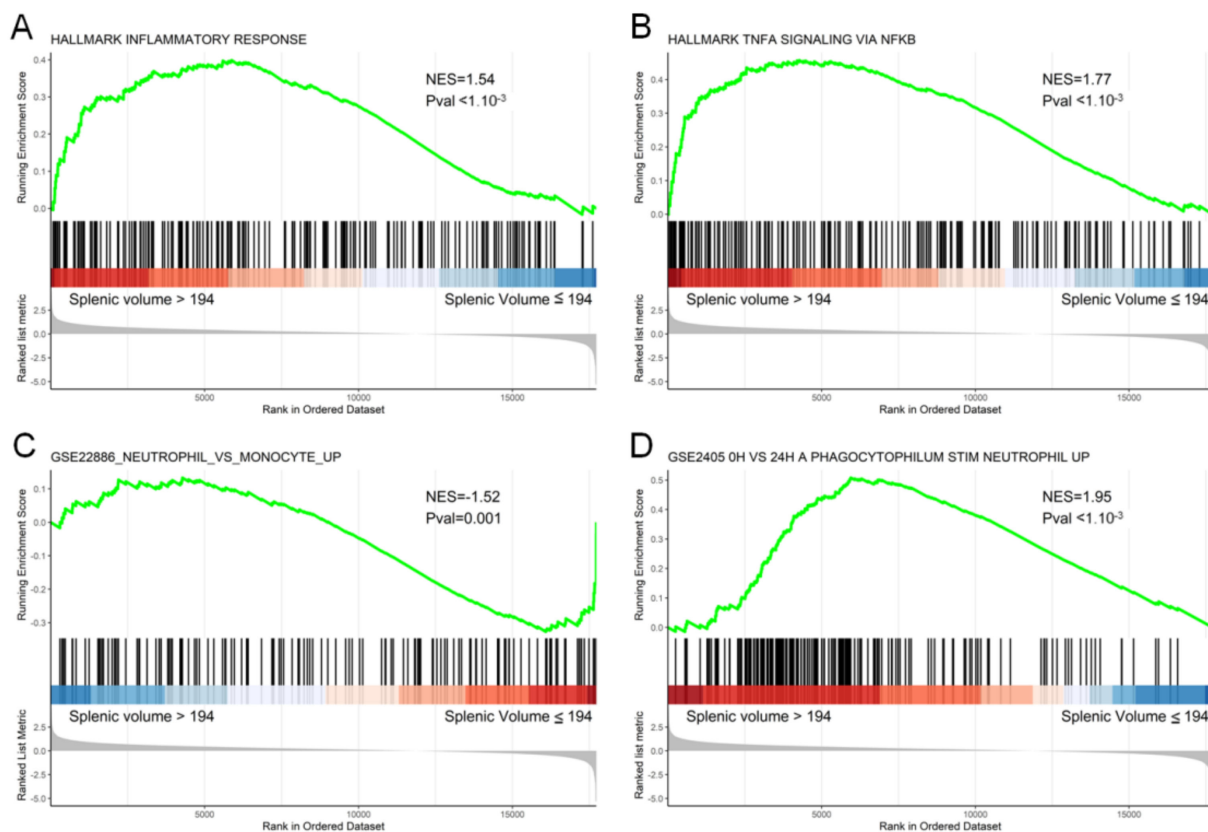 A
HALLMARK INFLAMMATORY RESPONSE
Running Enrichment Score
0.4
0.3
0.2
0.1
0.0
NES=1.54
Pval <1.10-3
Splenic volume > 194
Splenic Volume ≤ 194
Ranked list metric
2.5
0.0
-2.5
-5.0
5000
10000
15000
Rank in Ordered Dataset
B
HALLMARK TNFA SIGNALING VIA NFKB
Running Enrichment Score
0.4
0.3
0.2
0.1
0.0
NES=1.77
Pval <1.10-3
Splenic volume > 194
Splenic Volume ≤ 194
Ranked list metric
2.5
0.0
-2.5
-5.0
5000
10000
15000
Rank in Ordered Dataset
C
GSE22886_NEUTROPHIL_VS_MONOCYTE_UP
Running Enrichment Score
0.1
0.0
-0.1
-0.2
-0.3
NES=-1.52
Pval=0.001
Splenic volume > 194
Splenic Volume ≤ 194
Ranked List Metric
2.5
0.0
-2.5
-5.0
5000
10000
15000
Rank in Ordered Dataset
D
GSE2405 0H VS 24H A PHAGOCYTOPHILUM STIM NEUTROPHIL UP
Running Enrichment Score
0.5
0.4
0.3
0.2
0.1
0.0
NES=1.95
Pval <1.10-3
Splenic volume > 194
Splenic Volume ≤ 194
Ranked list metric
2.5
0.0
-2.5
-5.0
5000
10000
15000
Rank in Ordered Dataset